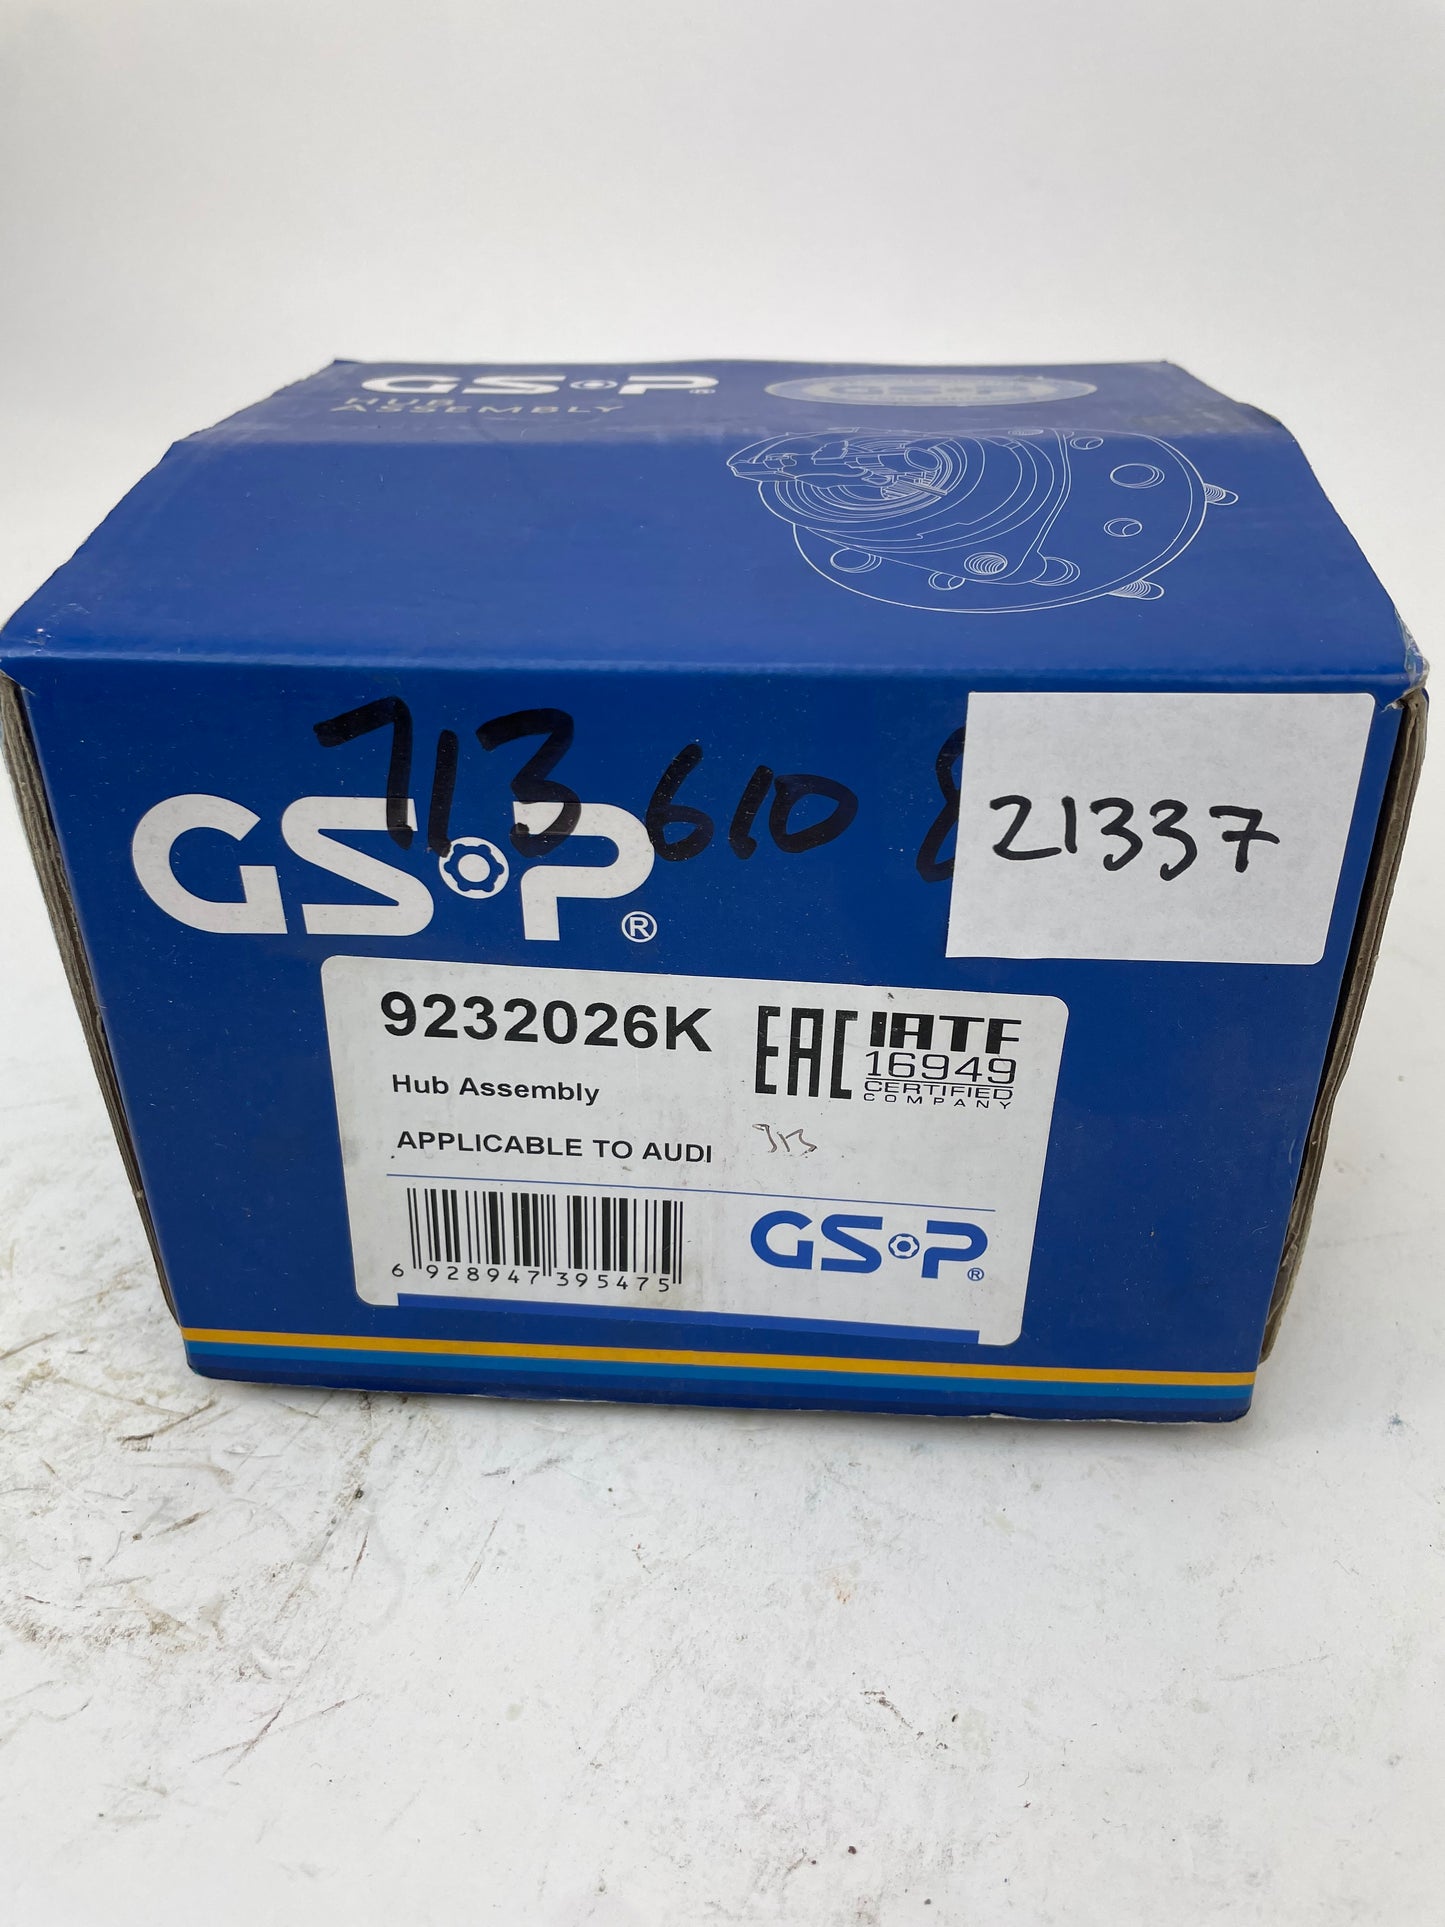 GSP®
HUB
ASSEMBLY
GSP
713 610 8
21337
GSP®
9232026K
EAC
IATF
16949
CERTIFIED
COMPANY
Hub Assembly
APPLICABLE TO AUDI
6 928947 395475
GSP®